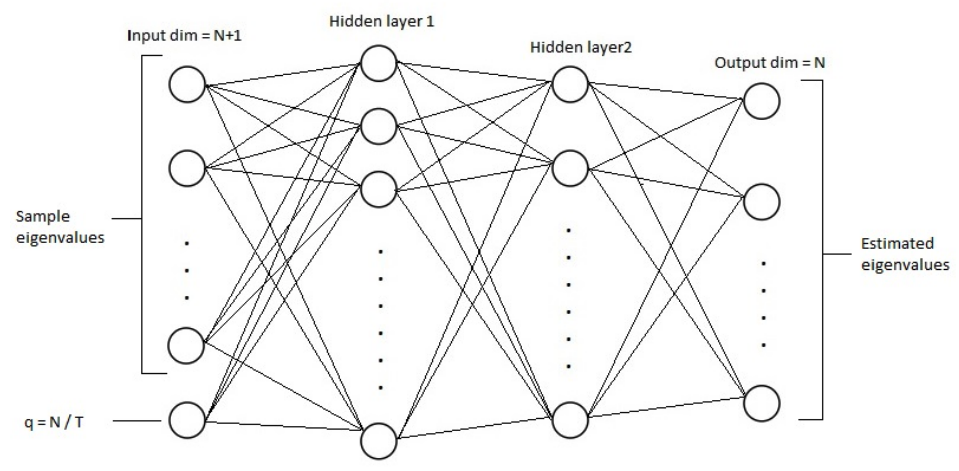 Hidden layer 1
Input dim = N+1
Hidden layer2
Output dim = N
Sample
eigenvalues
Estimated
eigenvalues
q = N / T